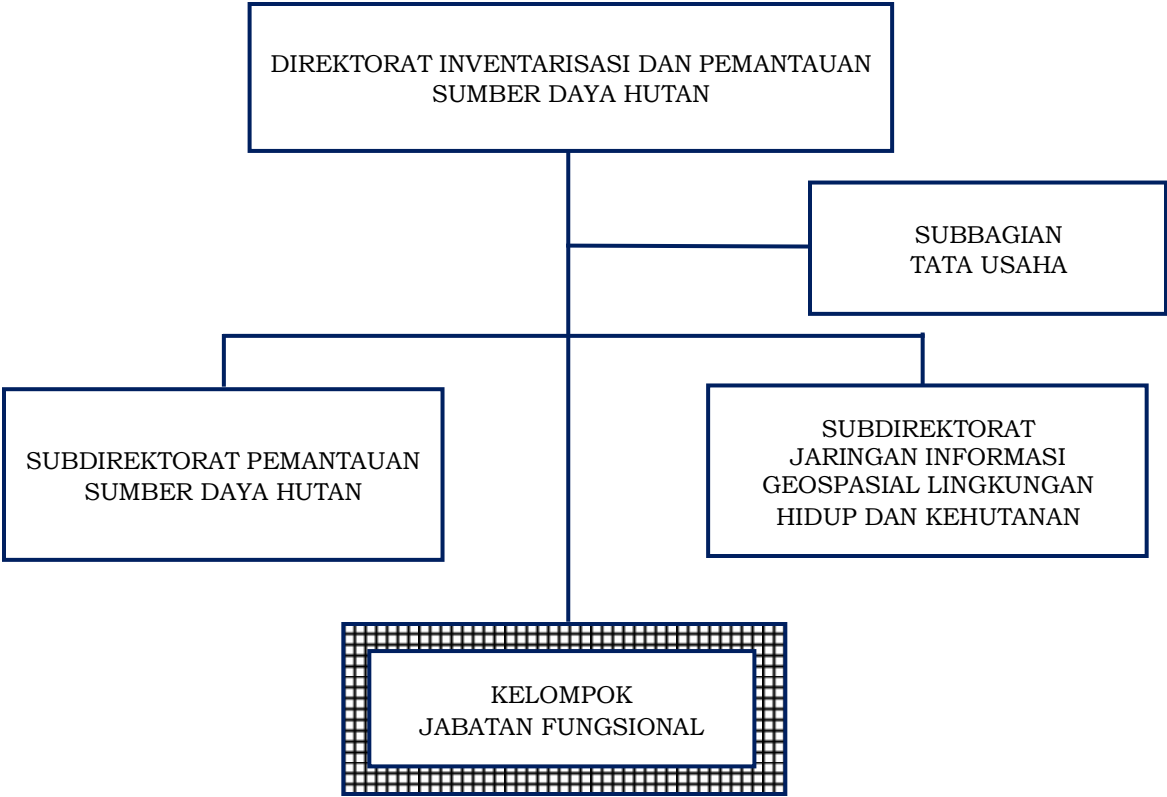 DIREKTORAT INVENTARISASI DAN PEMANTAUAN
SUMBER DAYA HUTAN
SUBBAGIAN
TATA USAHA
SUBDIREKTORAT PEMANTAUAN
SUMBER DAYA HUTAN
SUBDIREKTORAT
JARINGAN INFORMASI
GEOSPASIAL LINGKUNGAN
HIDUP DAN KEHUTANAN
KELOMPOK
JABATAN FUNGSIONAL